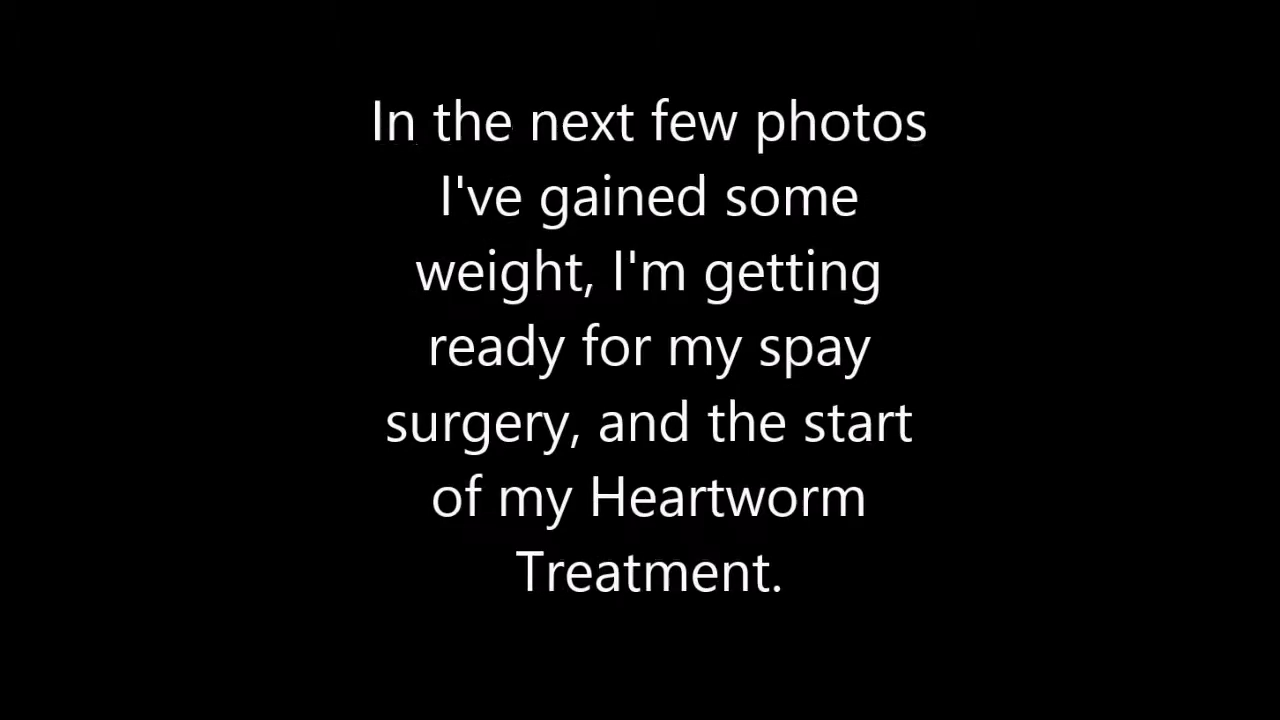 In the next few photos
I've gained some
weight, I'm getting
ready for my spay
surgery, and the start
of my Heartworm
Treatment.